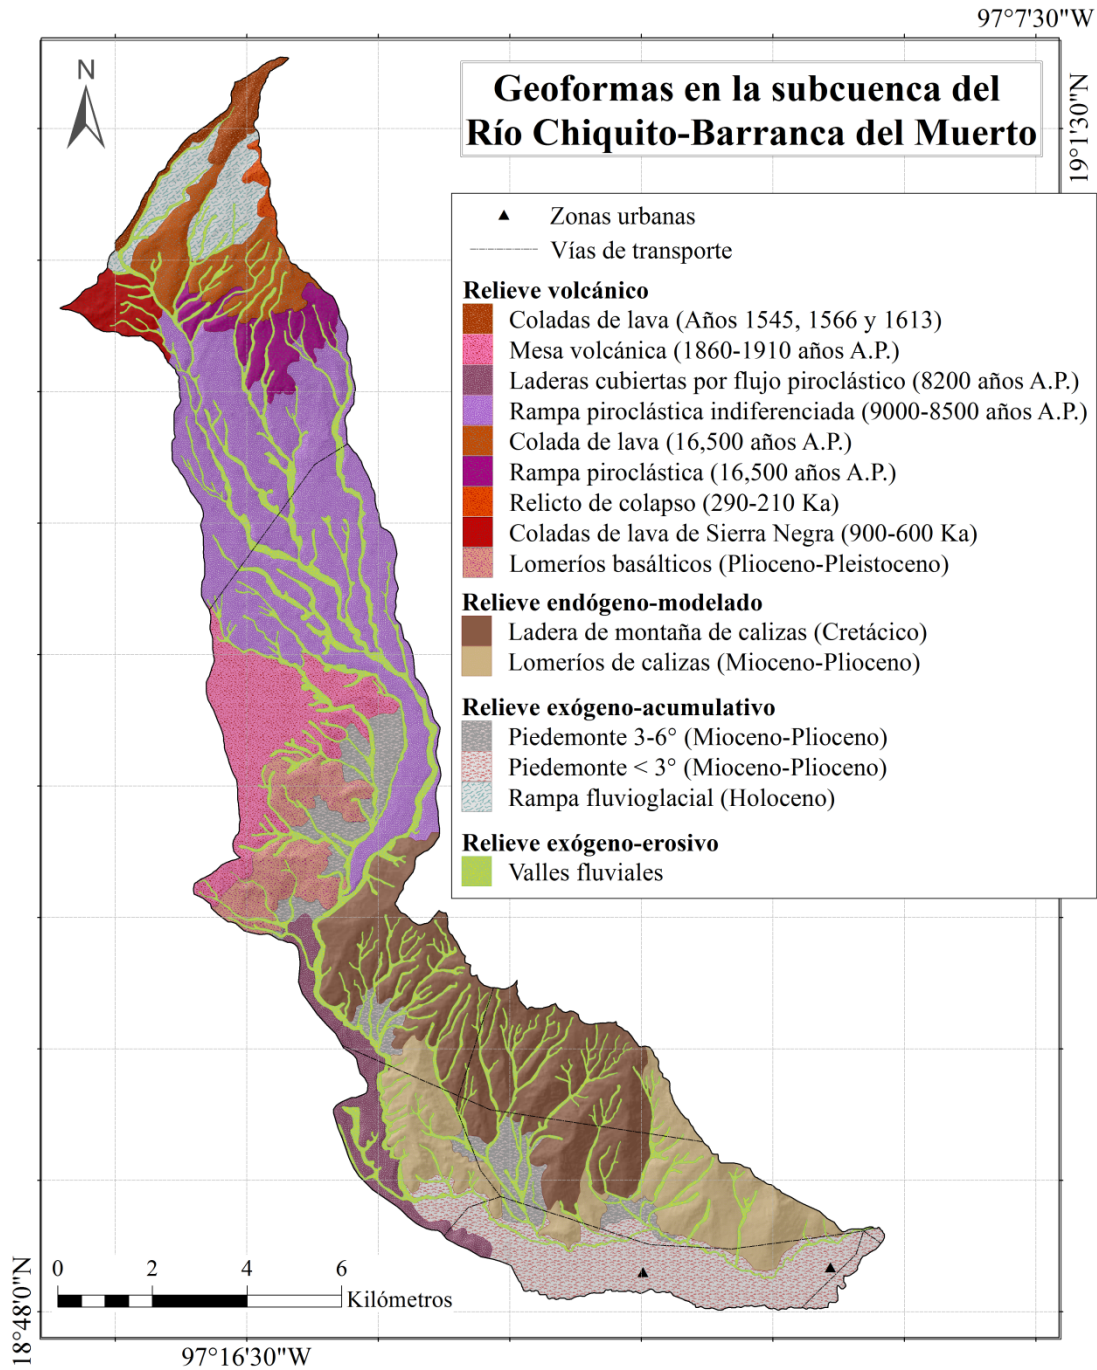 97°7'30"W
N
Geoformas en la subcuenca del
Río Chiquito-Barranca del Muerto
19°1'30"N
Zonas urbanas
Vías de transporte
Relieve volcánico
Coladas de lava (Años 1545, 1566 y 1613)
Mesa volcánica (1860-1910 años A.P.)
Laderas cubiertas por flujo piroclástico (8200 años A.P.)
Rampa piroclástica indiferenciada (9000-8500 años A.P.)
Colada de lava (16,500 años A.P.)
Rampa piroclástica (16,500 años A.P.)
Relicto de colapso (290-210 Ka)
Coladas de lava de Sierra Negra (900-600 Ka)
Lomeríos basálticos (Plioceno-Pleistoceno)
Relieve endógeno-modelado
Ladera de montaña de calizas (Cretácico)
Lomeríos de calizas (Mioceno-Plioceno)
Relieve exógeno-acumulativo
Piedemonte 3-6° (Mioceno-Plioceno)
Piedemonte < 3° (Mioceno-Plioceno)
Rampa fluvioglacial (Holoceno)
Relieve exógeno-erosivo
Valles fluviales
0 2 4 6
Kilómetros
18°48'0"N
97°16'30"W